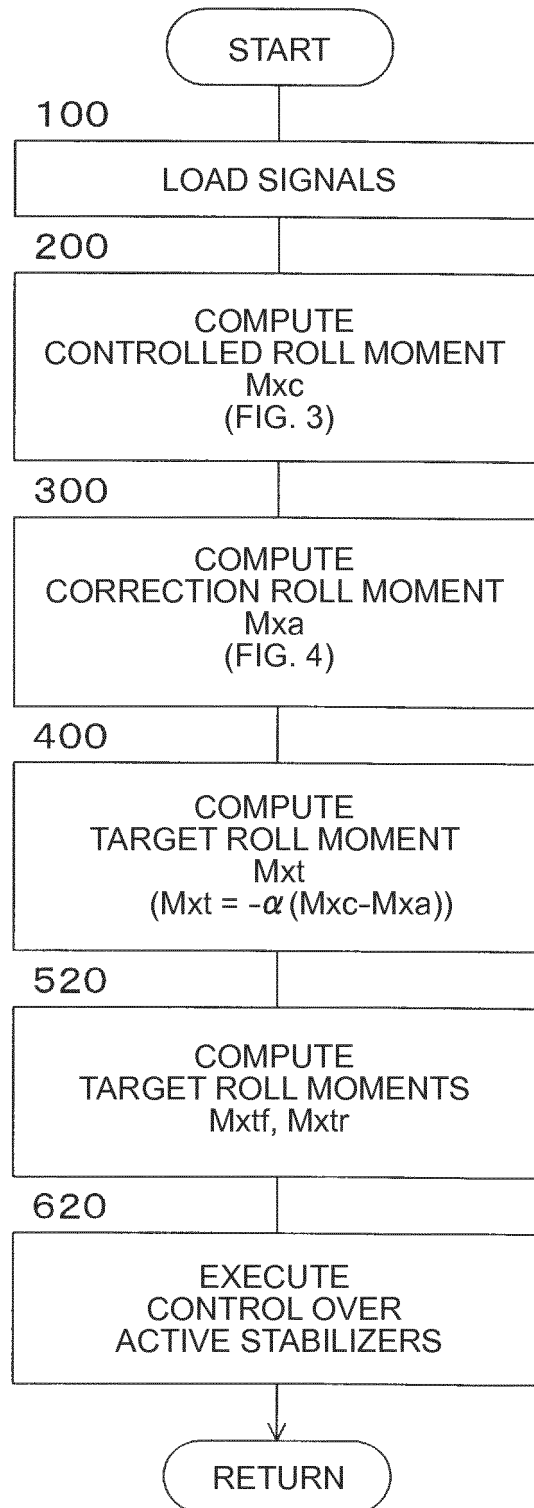 START
100
LOAD SIGNALS
200
COMPUTE
CONTROLLED ROLL MOMENT
Mxc
(FIG. 3)
300
COMPUTE
CORRECTION ROLL MOMENT
Mxa
(FIG. 4)
400
COMPUTE
TARGET ROLL MOMENT
Mxt
(Mxt = -α (Mxc-Mxa))
520
COMPUTE
TARGET ROLL MOMENTS
Mxtf, Mxtr
620
EXECUTE
CONTROL OVER
ACTIVE STABILIZERS
RETURN